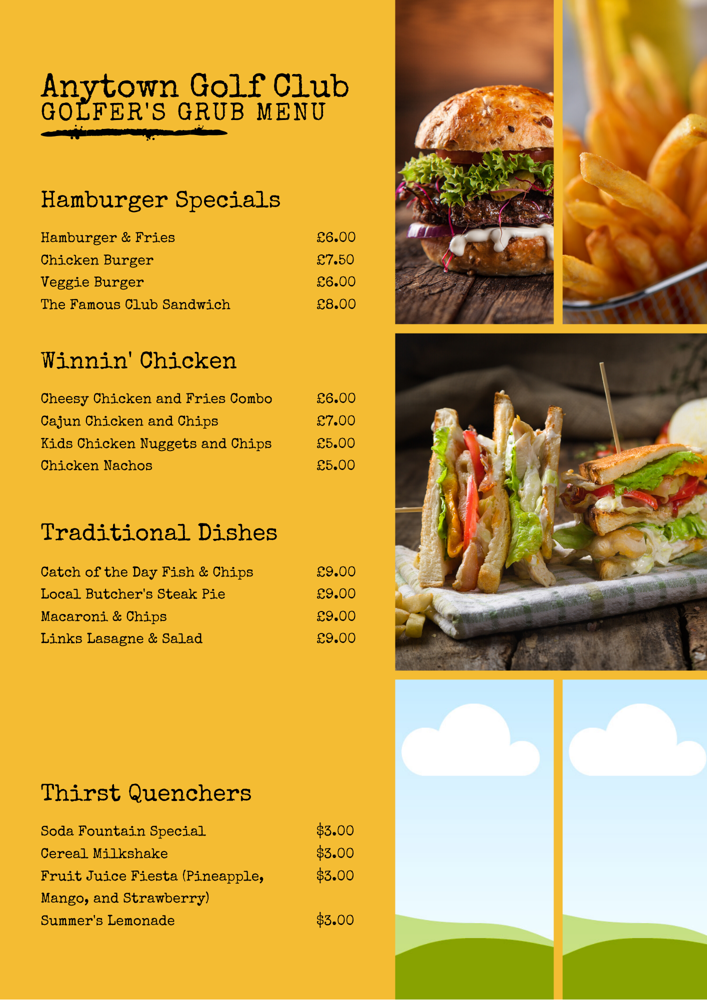 Anytown Golf Club
GOLFER'S GRUB MENU
Hamburger Specials
Hamburger & Fries £6.00
Chicken Burger £7.50
Veggie Burger £6.00
The Famous Club Sandwich £8.00
Winnin' Chicken
Cheesy Chicken and Fries Combo £6.00
Cajun Chicken and Chips £7.00
Kids Chicken Nuggets and Chips £5.00
Chicken Nachos £5.00
Traditional Dishes
Catch of the Day Fish & Chips £9.00
Local Butcher's Steak Pie £9.00
Macaroni & Chips £9.00
Links Lasagne & Salad £9.00
Thirst Quenchers
Soda Fountain Special $3.00
Cereal Milkshake $3.00
Fruit Juice Fiesta (Pineapple, $3.00
Mango, and Strawberry)
Summer's Lemonade $3.00